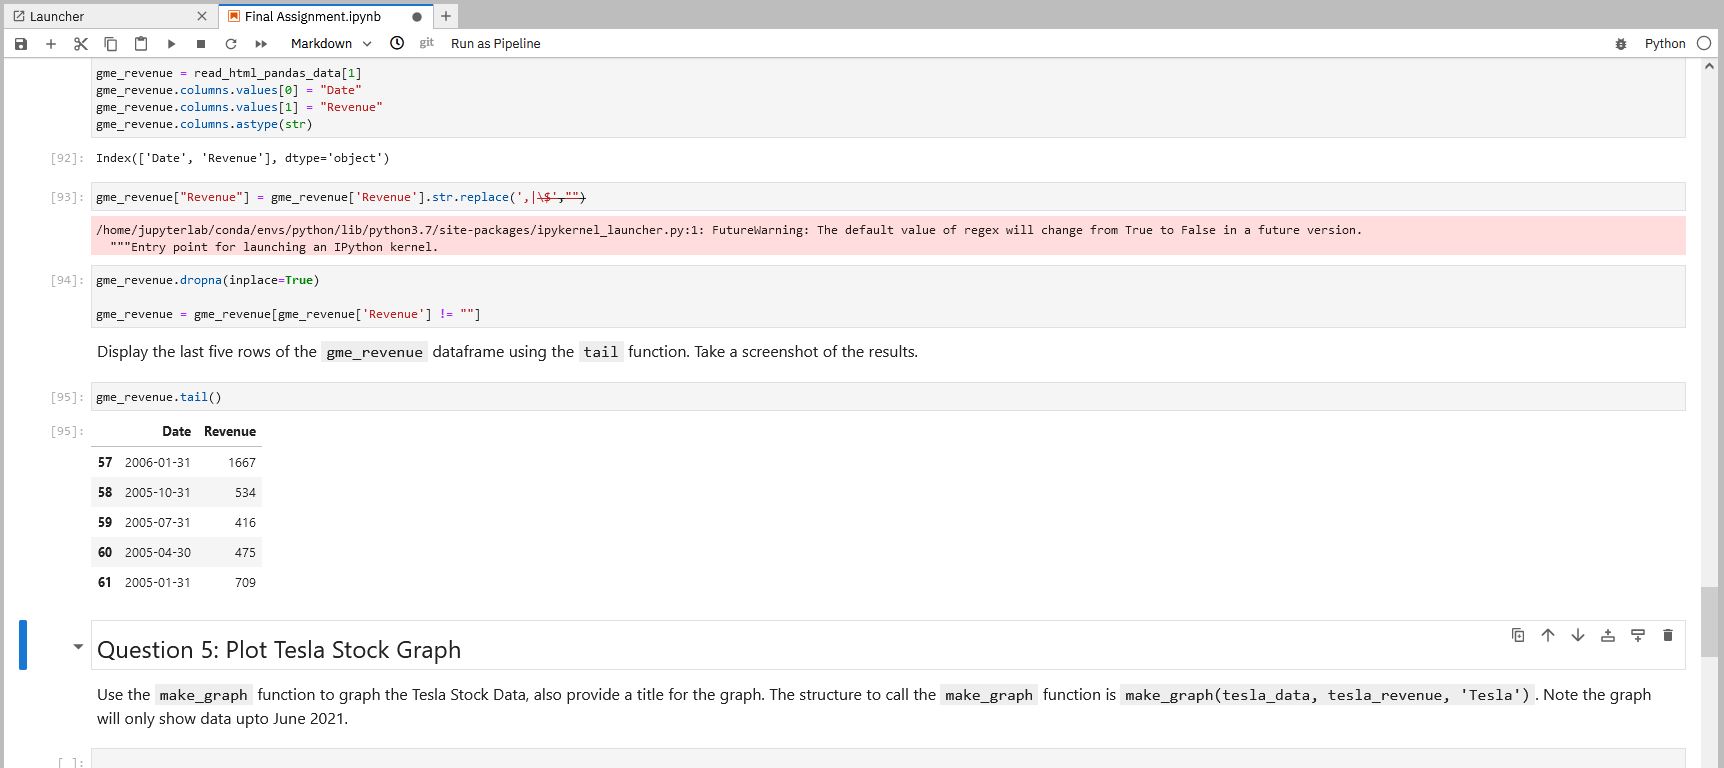 Launcher
Final Assignment.ipynb
Markdown git Run as Pipeline Python
gme_revenue = read_html_pandas_data[1]
gme_revenue.columns.values[0] = "Date"
gme_revenue.columns.values[1] = "Revenue"
gme_revenue.columns.astype(str)
[92]: Index(['Date', 'Revenue'], dtype='object')
[93]: gme_revenue["Revenue"] = gme_revenue['Revenue'].str.replace(',|\$',"")
/home/jupyterlab/conda/envs/python/lib/python3.7/site-packages/ipykernel_launcher.py:1: FutureWarning: The default value of regex will change from True to False in a future version.
"""Entry point for launching an IPython kernel.
[94]: gme_revenue.dropna(inplace=True)
gme_revenue = gme_revenue[gme_revenue['Revenue'] != ""]
Display the last five rows of the gme_revenue dataframe using the tail function. Take a screenshot of the results.
[95]: gme_revenue.tail()
[95]: Date Revenue
57 2006-01-31 1667
58 2005-10-31 534
59 2005-07-31 416
60 2005-04-30 475
61 2005-01-31 709
Question 5: Plot Tesla Stock Graph
Use the make_graph function to graph the Tesla Stock Data, also provide a title for the graph. The structure to call the make_graph function is make_graph(tesla_data, tesla_revenue, 'Tesla'). Note the graph
will only show data upto June 2021.
[ ]: